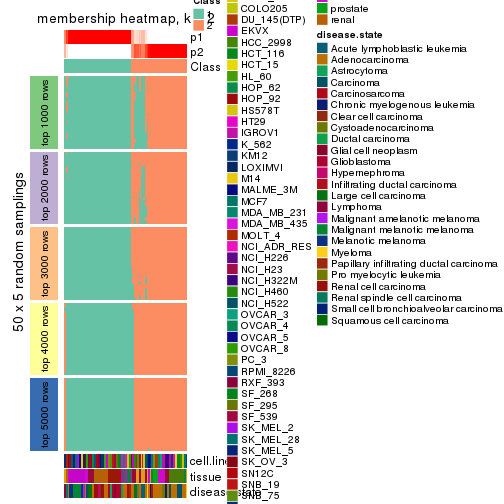 membership heatmap, k = 2
p1
p2
Class
50 x 5 random samplings
top 1000 rows
top 2000 rows
top 3000 rows
top 4000 rows
top 5000 rows
cell.line
tissue
disease.state
Class
1
2
COLO205
DU_145(DTP)
EKVX
HCC_2998
HCT_116
HCT_15
HL_60
HOP_62
HOP_92
HS578T
HT29
IGROV1
K_562
KM12
LOXIMVI
M14
MALME_3M
MCF7
MDA_MB_231
MDA_MB_435
MOLT_4
NCI_ADR_RES
NCI_H226
NCI_H23
NCI_H322M
NCI_H460
NCI_H522
OVCAR_3
OVCAR_4
OVCAR_5
OVCAR_8
PC_3
RPMI_8226
RXF_393
SF_268
SF_295
SF_539
SK_MEL_2
SK_MEL_28
SK_MEL_5
SK_OV_3
SN12C
SNB_19
SNB_75
prostate
renal
disease.state
Acute lymphoblastic leukemia
Adenocarcinoma
Astrocytoma
Carcinoma
Carcinosarcoma
Chronic myelogenous leukemia
Clear cell carcinoma
Cystoadenocarcinoma
Ductal carcinoma
Glial cell neoplasm
Glioblastoma
Hypernephroma
Infiltrating ductal carcinoma
Large cell carcinoma
Lymphoma
Malignant amelanotic melanoma
Malignant melanotic melanoma
Melanotic melanoma
Myeloma
Papillary infiltrating ductal carcinoma
Pro myelocytic leukemia
Renal cell carcinoma
Renal spindle cell carcinoma
Small cell bronchioalveolar carcinoma
Squamous cell carcinoma